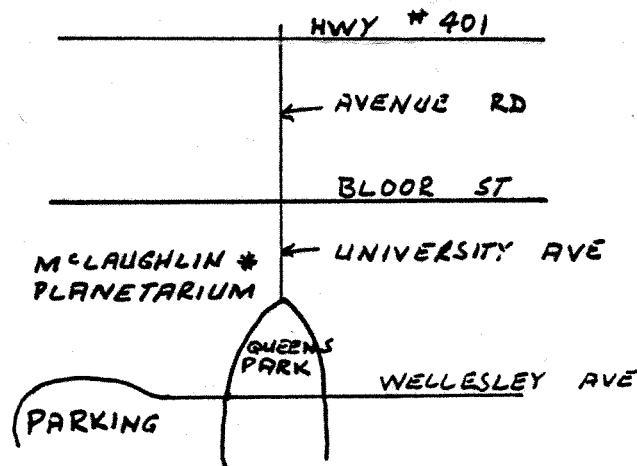 HWY # 401
AVENUE RD
BLOOR ST
McLAUGHLIN *
PLANETARIUM
UNIVERSITY AVE
QUEENS
PARK
WELLESLEY AVE
PARKING